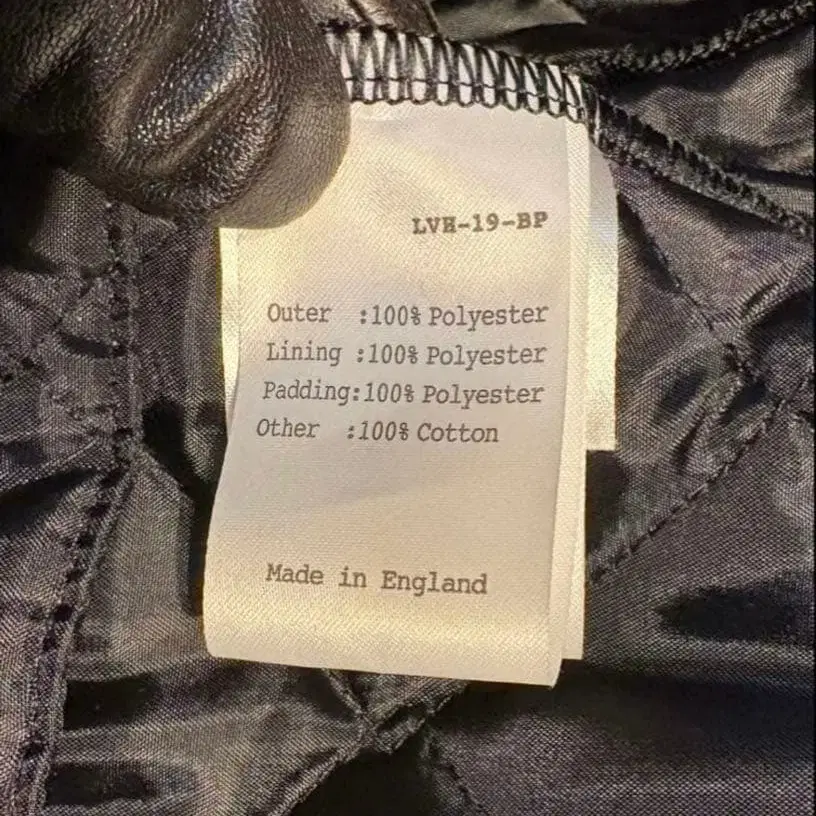 LVH-19-BP
Outer :100% Polyester
Lining :100% Polyester
Padding:100% Polyester
Other :100% Cotton
Made in England